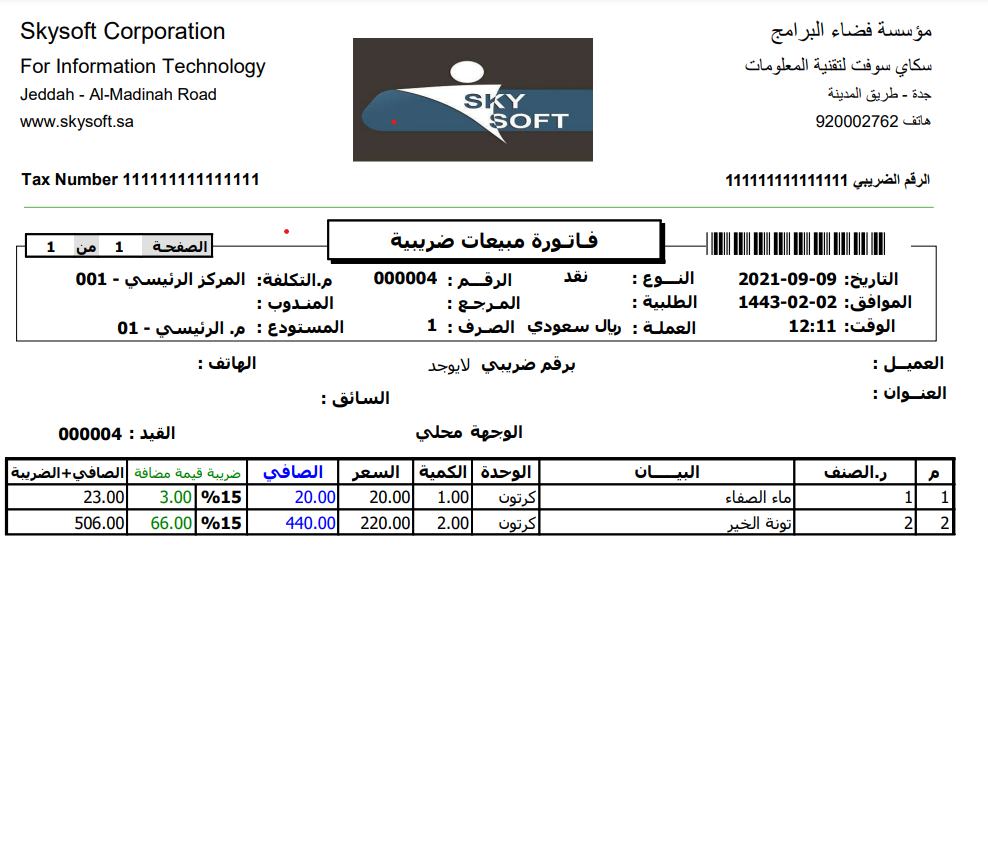 Skysoft Corporation
مؤسسة فضاء البرامج
For Information Technology
سكاي سوفت لتقنية المعلومات
Jeddah - Al-Madinah Road
جدة - طريق المدينة
www.skysoft.sa
هاتف 920002762
SKY
SOFT
Tax Number 111111111111111
الرقم الضريبي 111111111111111
فـاتـورة مبيعات ضريبية
الصفحـة 1 من 1
التاريخ: 2021-09-09 النــوع : نقد الرقــم : 000004 م.التكلفة: المركز الرئيسي - 001
الموافق: 1443-02-02 الطلبية : المـرجـع : المنـدوب :
الوقت: 12:11 العملـة : ريال سعودي الصـرف : 1 المستودع : م. الرئيسي - 01
العميــل : برقم ضريبي لايوجد الهاتف :
العنــوان : السائق :
الوجهة محلي القيد : 000004
م ر.الصنف البيــــان الوحدة الكمية السعر الصافي ضريبة قيمة مضافة الصافي+الضريبة
1 1 ماء الصفاء كرتون 1.00 20.00 20.00 %15 3.00 23.00
2 2 تونة الخير كرتون 2.00 220.00 440.00 %15 66.00 506.00